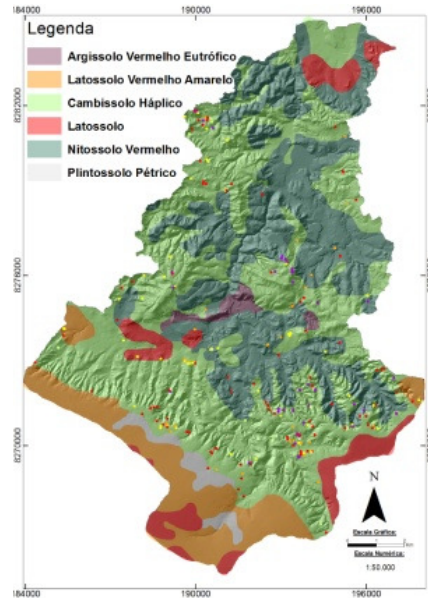 184000 190000 196000
Legenda
Argissolo Vermelho Eutrófico
Latossolo Vermelho Amarelo
Cambissolo Háplico
Latossolo
Nitossolo Vermelho
Plintossolo Pétrico
8282000
8276000
8270000
8270000
N
Escala Gráfica:
Escala Numérica:
1:50.000
184000 190000 196000